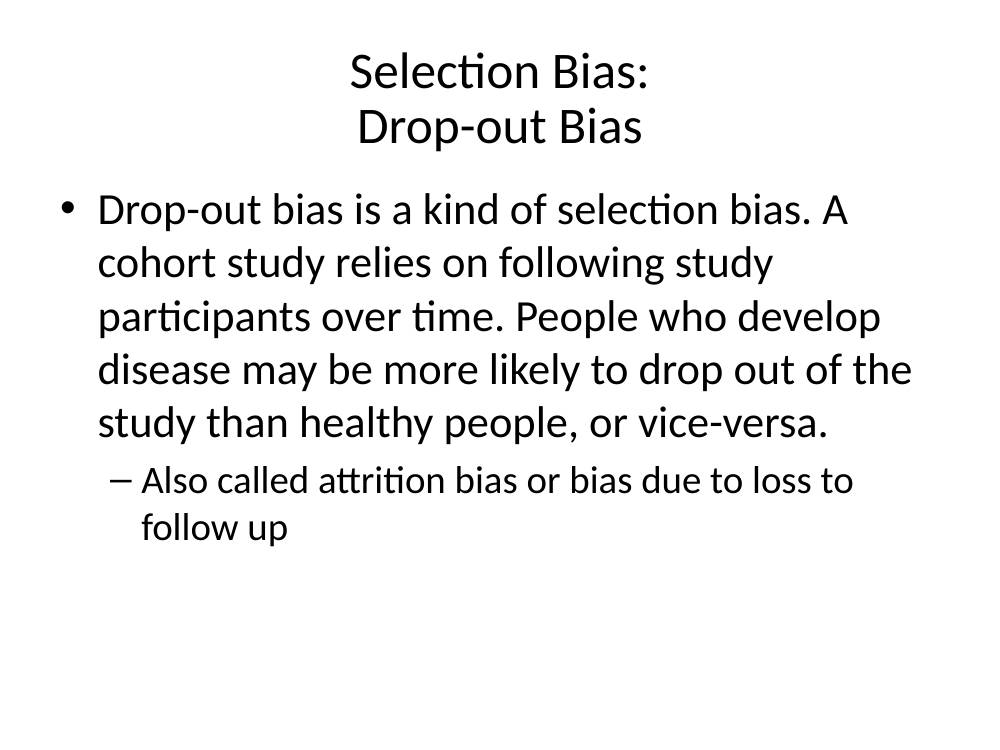 Selection Bias:
Drop-out Bias
• Drop-out bias is a kind of selection bias. A
cohort study relies on following study
participants over time. People who develop
disease may be more likely to drop out of the
study than healthy people, or vice-versa.
– Also called attrition bias or bias due to loss to
follow up